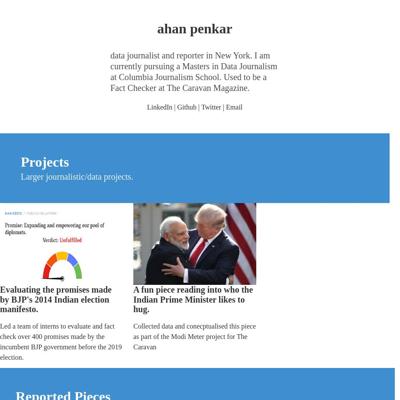 ahan penkar
data journalist and reporter in New York. I am
currently pursuing a Masters in Data Journalism
at Columbia Journalism School. Used to be a
Fact Checker at The Caravan Magazine.
LinkedIn | Github | Twitter | Email
Projects
Larger journalistic/data projects.
Promise: Expanding and empowering our pool of
diplomats.
Verdict: Unfulfilled
Evaluating the promises made
by BJP's 2014 Indian election
manifesto.
Led a team of interns to evaluate and fact
check over 400 promises made by the
incumbent BJP government before the 2019
election.
A fun piece reading into who the
Indian Prime Minister likes to
hug.
Collected data and conecptualised this piece
as part of the Modi Meter project for The
Caravan
Reported Pieces